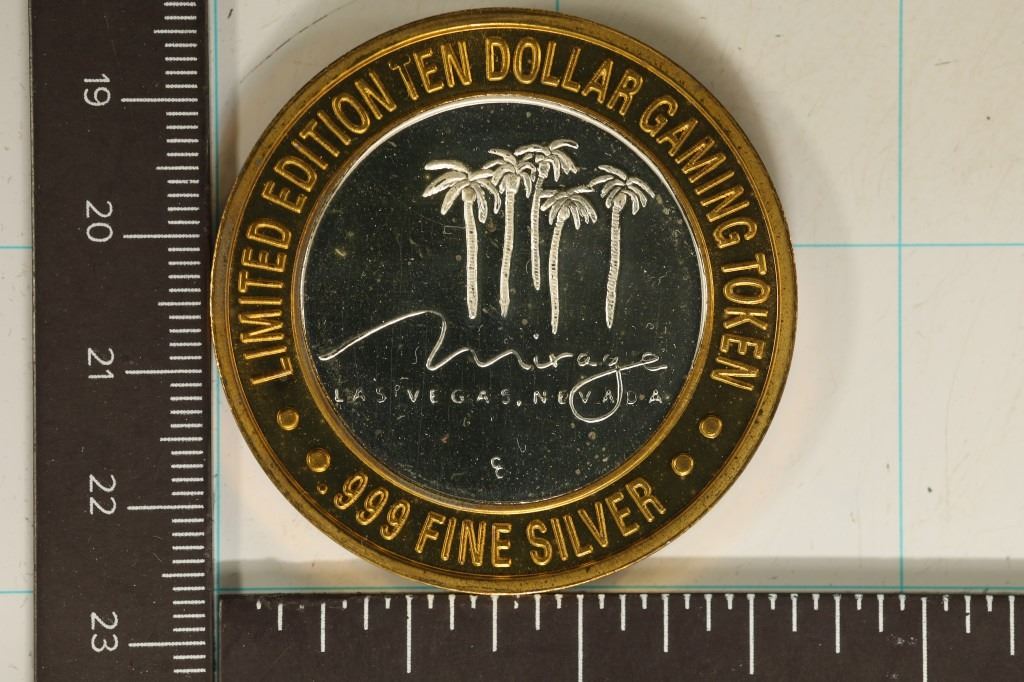 LIMITED EDITION TEN DOLLAR GAMING TOKEN
Mirage
LAS VEGAS, NEVADA
.999 FINE SILVER
19
20
21
22
23